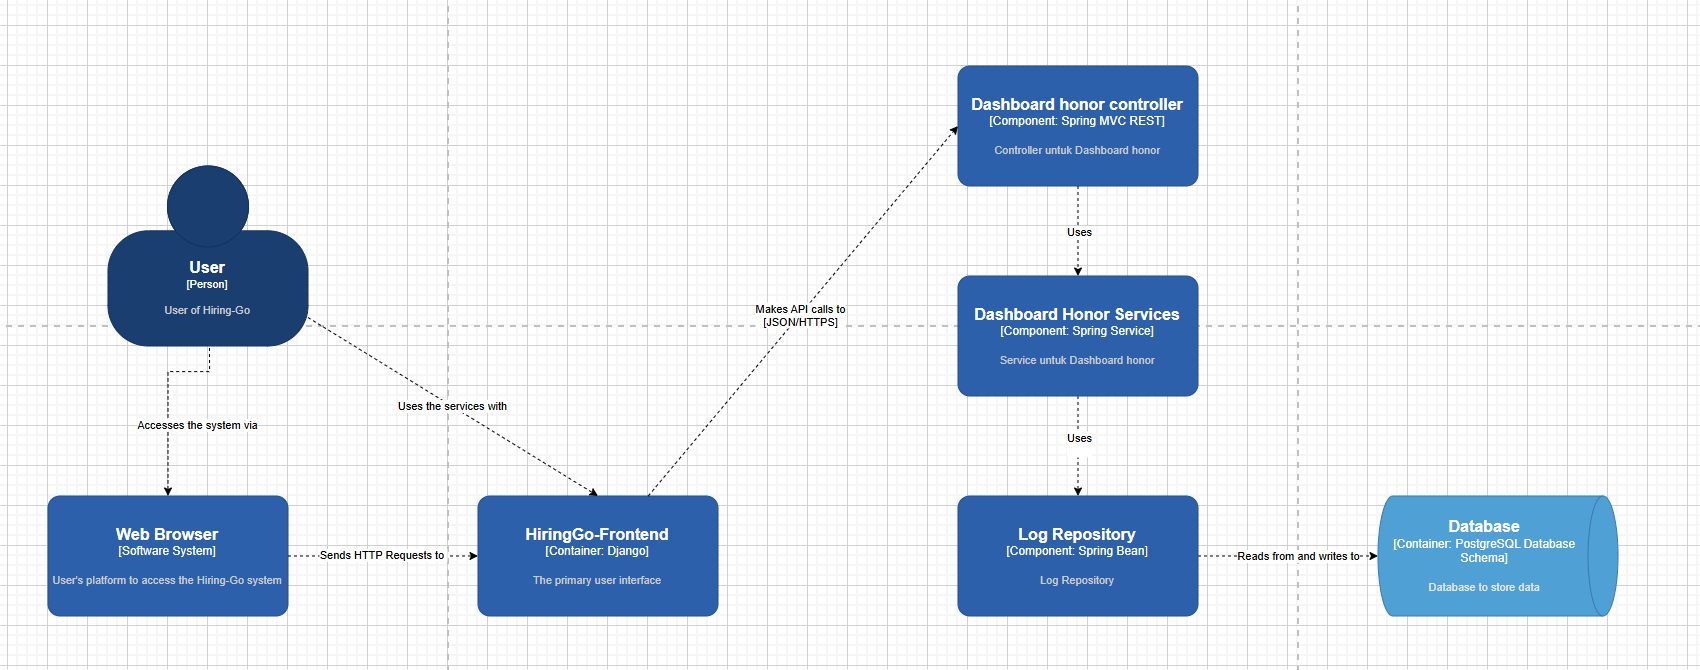 Dashboard honor controller
[Component: Spring MVC REST]
Controller untuk Dashboard honor
User
[Person]
User of Hiring-Go
Uses
Dashboard Honor Services
[Component: Spring Service]
Service untuk Dashboard honor
Makes API calls to
[JSON/HTTPS]
Uses the services with
Accesses the system via
Uses
Web Browser
[Software System]
User's platform to access the Hiring-Go system
Sends HTTP Requests to
HiringGo-Frontend
[Container: Django]
The primary user interface
Log Repository
[Component: Spring Bean]
Log Repository
Reads from and writes to
Database
[Container: PostgreSQL Database
Schema]
Database to store data